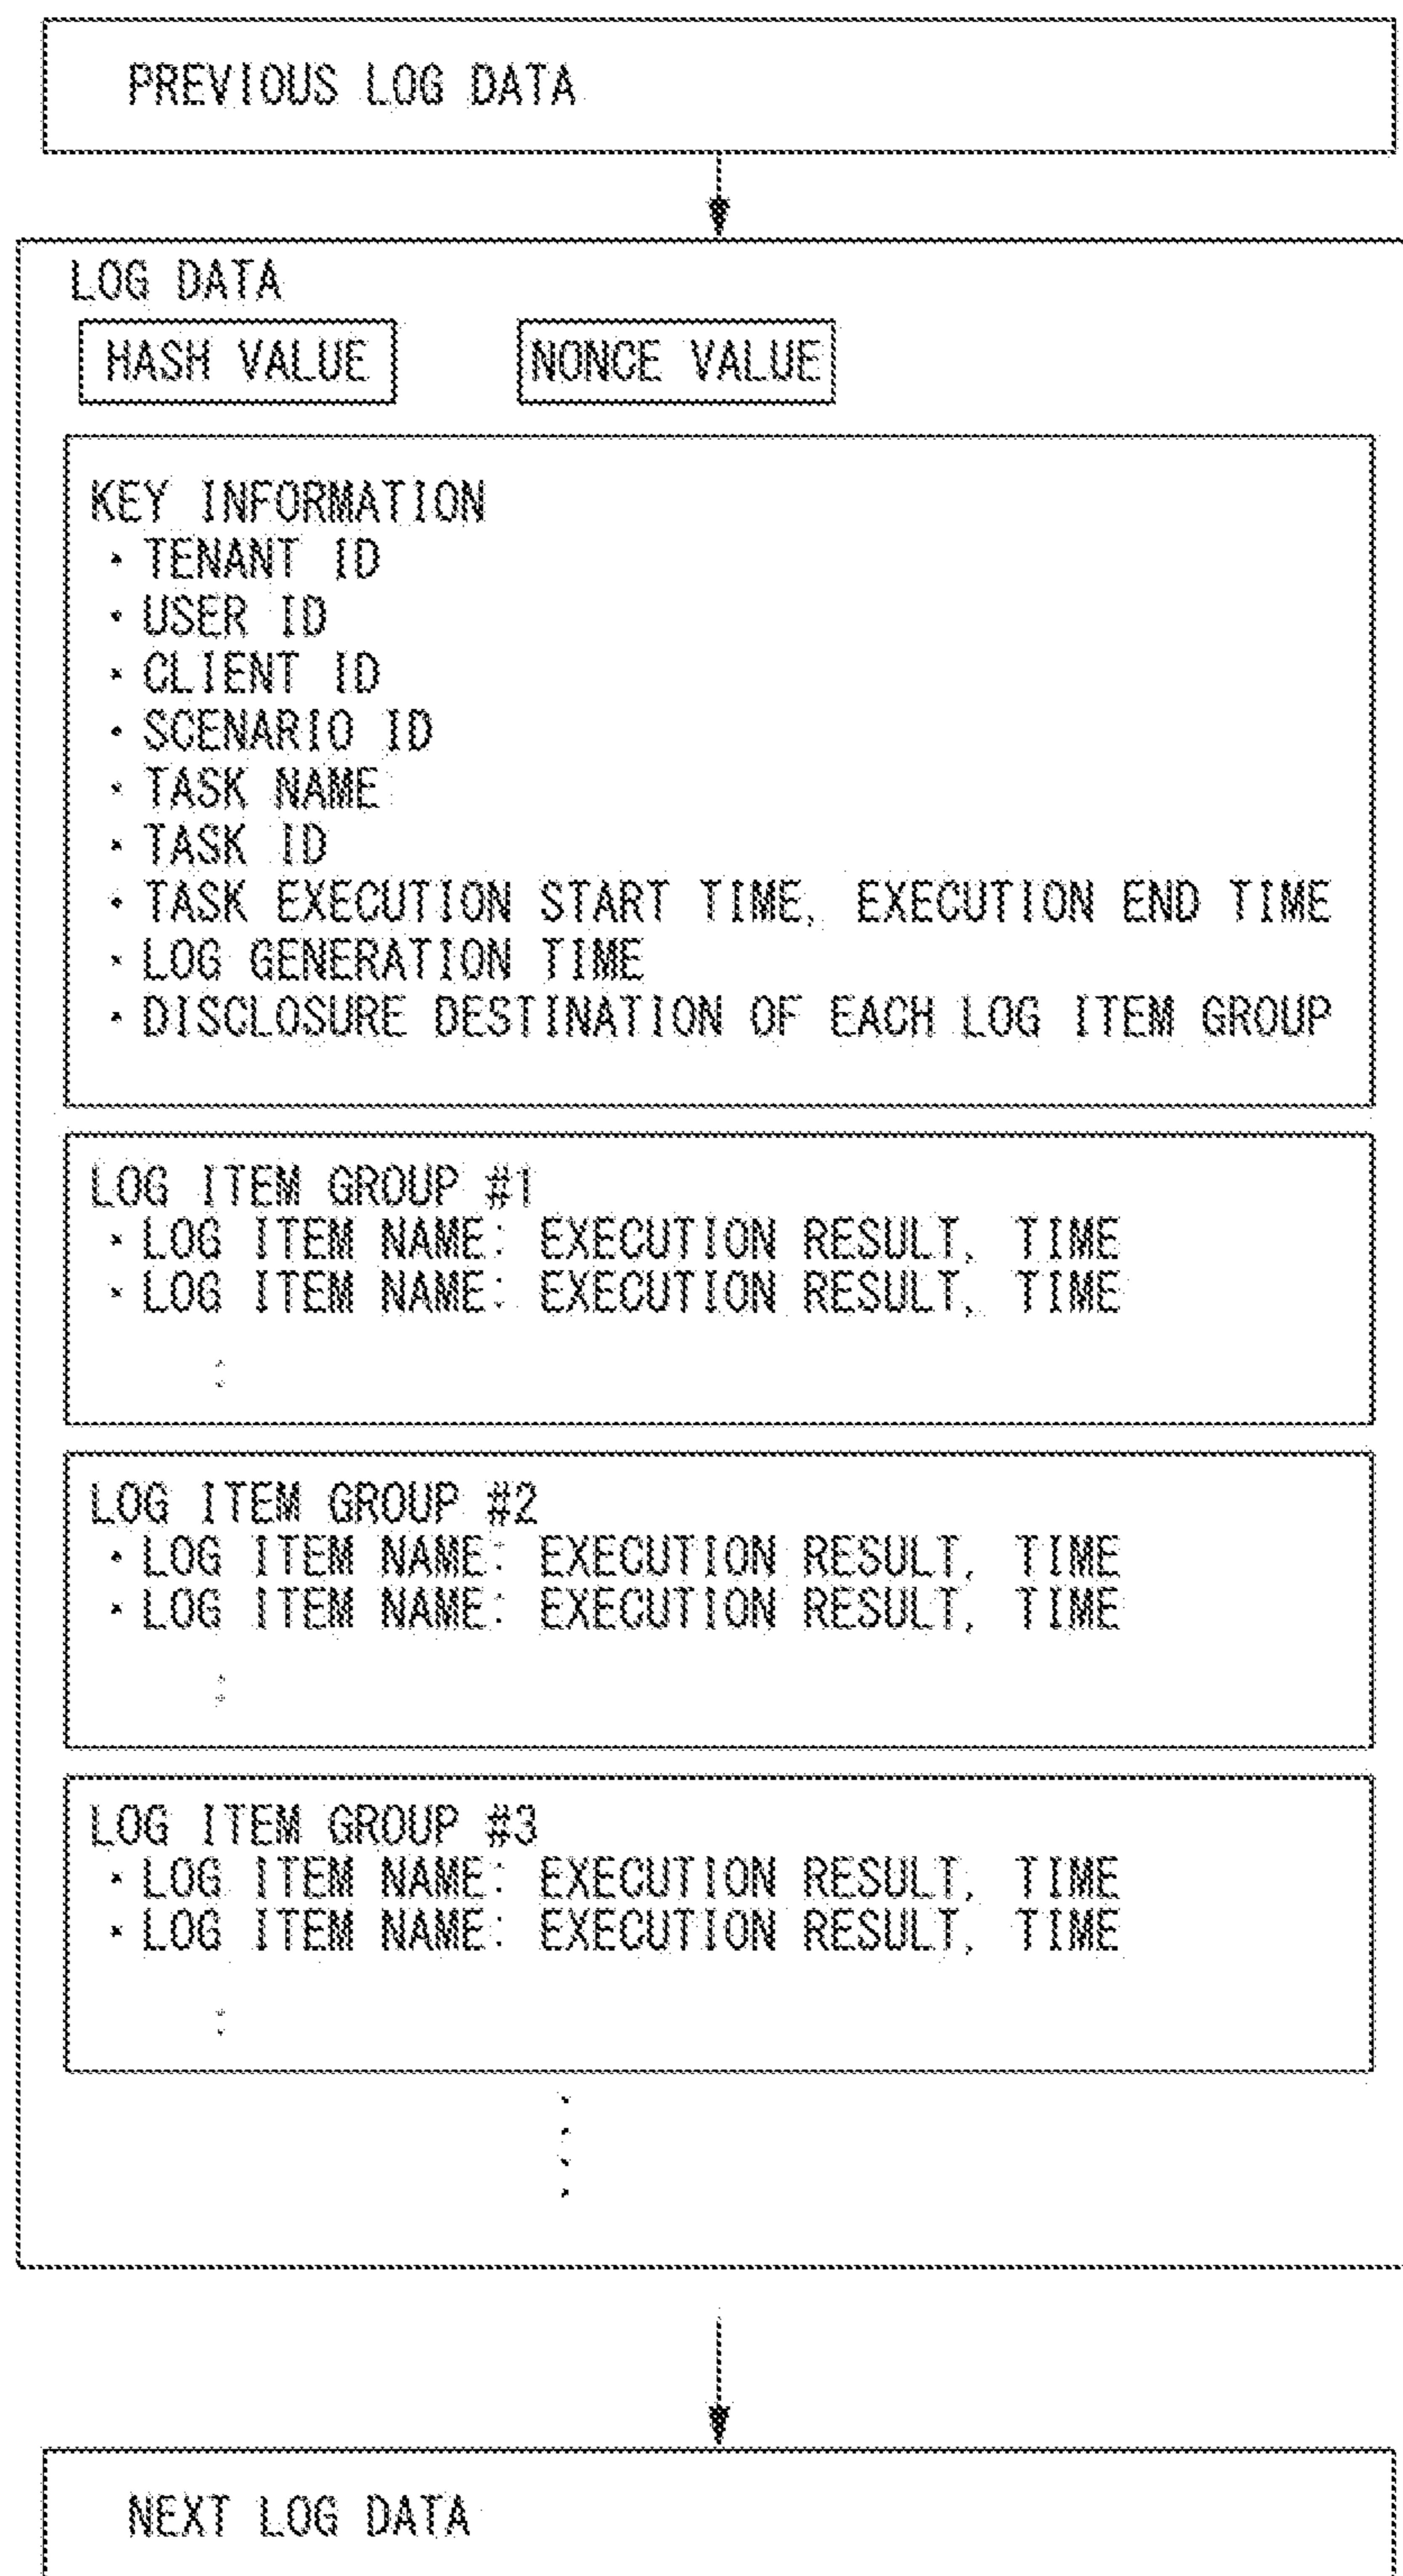 PREVIOUS LOG DATA
LOG DATA
HASH VALUE
NONCE VALUE
KEY INFORMATION
・TENANT ID
・USER ID
・CLIENT ID
・SCENARIO ID
・TASK NAME
・TASK ID
・TASK EXECUTION START TIME, EXECUTION END TIME
・LOG GENERATION TIME
・DISCLOSURE DESTINATION OF EACH LOG ITEM GROUP
LOG ITEM GROUP #1
・LOG ITEM NAME: EXECUTION RESULT, TIME
・LOG ITEM NAME: EXECUTION RESULT, TIME
:
LOG ITEM GROUP #2
・LOG ITEM NAME: EXECUTION RESULT, TIME
・LOG ITEM NAME: EXECUTION RESULT, TIME
:
LOG ITEM GROUP #3
・LOG ITEM NAME: EXECUTION RESULT, TIME
・LOG ITEM NAME: EXECUTION RESULT, TIME
:
NEXT LOG DATA